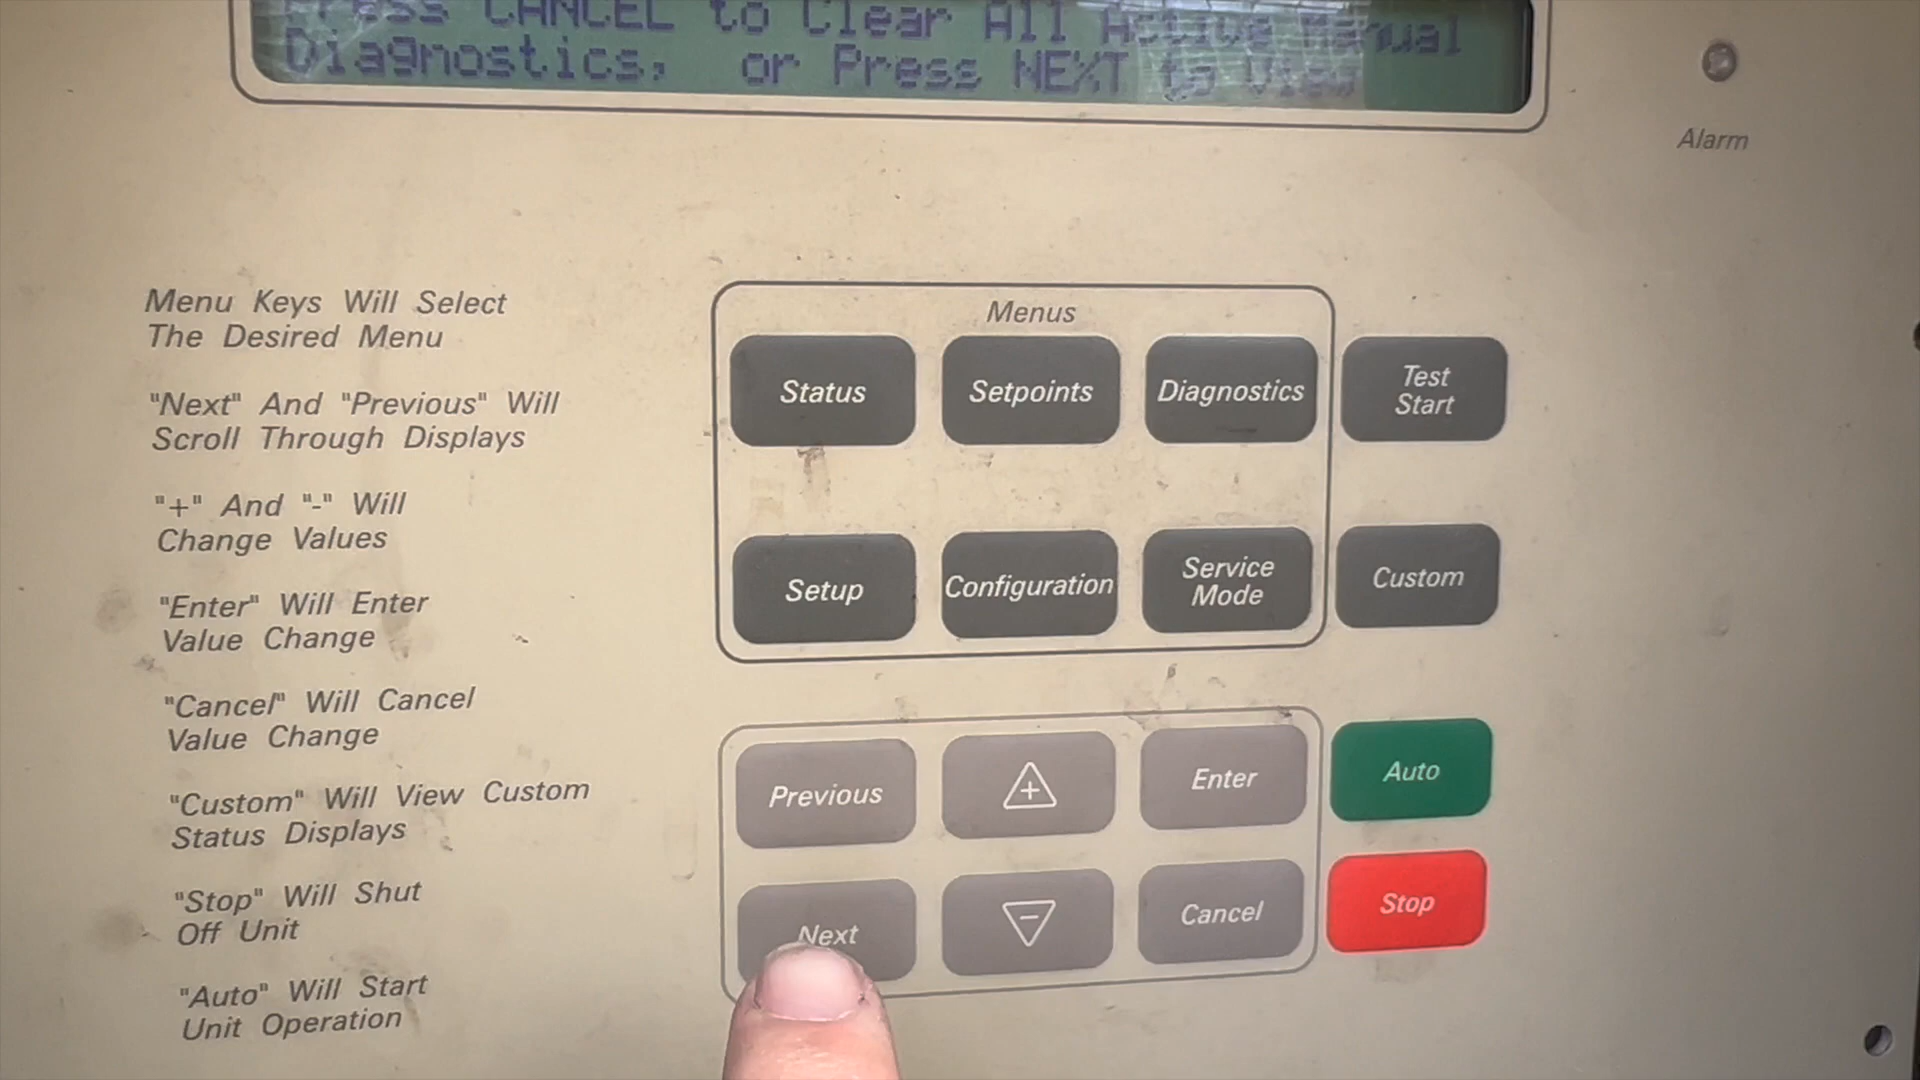 Press CANCEL to Clear All Active Manual
Diagnostics, or Press NEXT to View
Alarm
Menu Keys Will Select
The Desired Menu
"Next" And "Previous" Will
Scroll Through Displays
"+" And "-" Will
Change Values
"Enter" Will Enter
Value Change
"Cancel" Will Cancel
Value Change
"Custom" Will View Custom
Status Displays
"Stop" Will Shut
Off Unit
"Auto" Will Start
Unit Operation
Menus
Status
Setpoints
Diagnostics
Test
Start
Setup
Configuration
Service
Mode
Custom
Previous
+
Enter
Auto
Next
-
Cancel
Stop